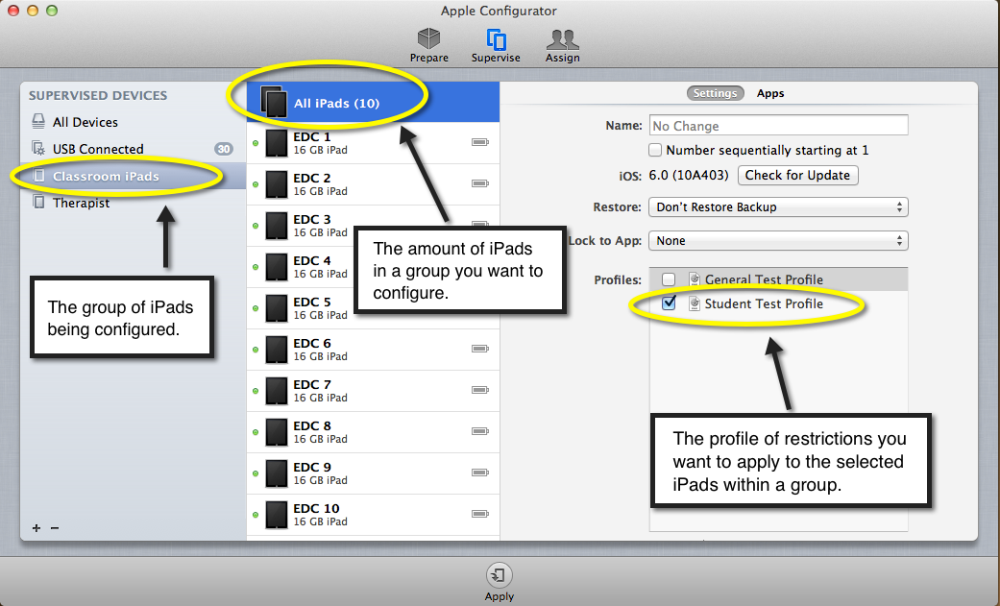 Apple Configurator
Prepare
Supervise
Assign
SUPERVISED DEVICES
All Devices
USB Connected
30
Classroom iPads
Therapist
The group of iPads
being configured.
All iPads (10)
EDC 1
16 GB iPad
EDC 2
16 GB iPad
EDC 3
16 GB iPad
EDC 4
16 GB iPad
EDC 5
16 GB iPad
EDC 6
16 GB iPad
EDC 7
16 GB iPad
EDC 8
16 GB iPad
EDC 9
16 GB iPad
EDC 10
16 GB iPad
The amount of iPads
in a group you want to
configure.
Settings
Apps
Name:
No Change
Number sequentially starting at 1
iOS: 6.0 (10A403)
Check for Update
Restore:
Don't Restore Backup
Lock to App:
None
Profiles:
General Test Profile
Student Test Profile
The profile of restrictions you
want to apply to the selected
iPads within a group.
+ −
Apply